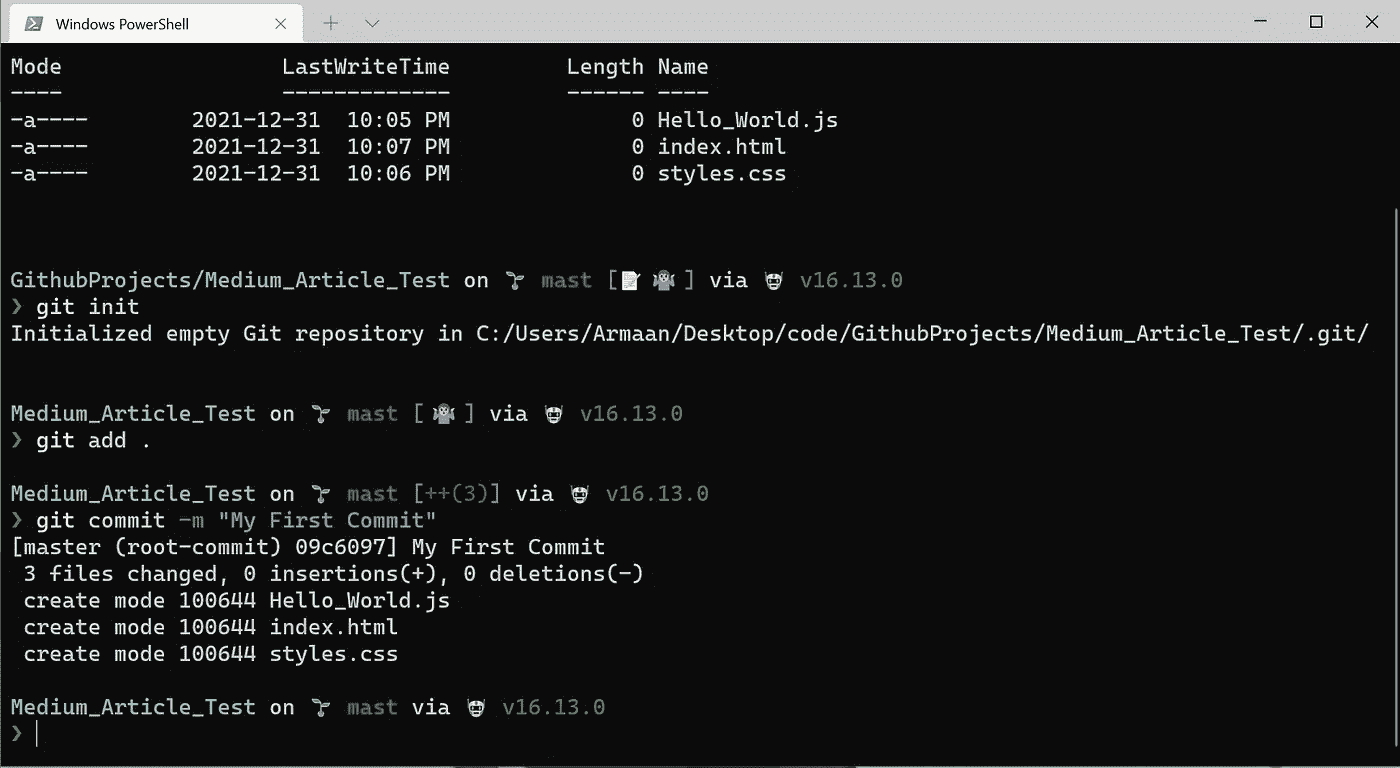 Windows PowerShell
Mode LastWriteTime Length Name
---- ------------- ------ ----
-a---- 2021-12-31 10:05 PM 0 Hello_World.js
-a---- 2021-12-31 10:07 PM 0 index.html
-a---- 2021-12-31 10:06 PM 0 styles.css
GithubProjects/Medium_Article_Test on 🌱 mast [📝 🤷 ] via 🤖 v16.13.0
❯ git init
Initialized empty Git repository in C:/Users/Armaan/Desktop/code/GithubProjects/Medium_Article_Test/.git/
Medium_Article_Test on 🌱 mast [ 🤷 ] via 🤖 v16.13.0
❯ git add .
Medium_Article_Test on 🌱 mast [++(3)] via 🤖 v16.13.0
❯ git commit -m "My First Commit"
[master (root-commit) 09c6097] My First Commit
3 files changed, 0 insertions(+), 0 deletions(-)
create mode 100644 Hello_World.js
create mode 100644 index.html
create mode 100644 styles.css
Medium_Article_Test on 🌱 mast via 🤖 v16.13.0
❯